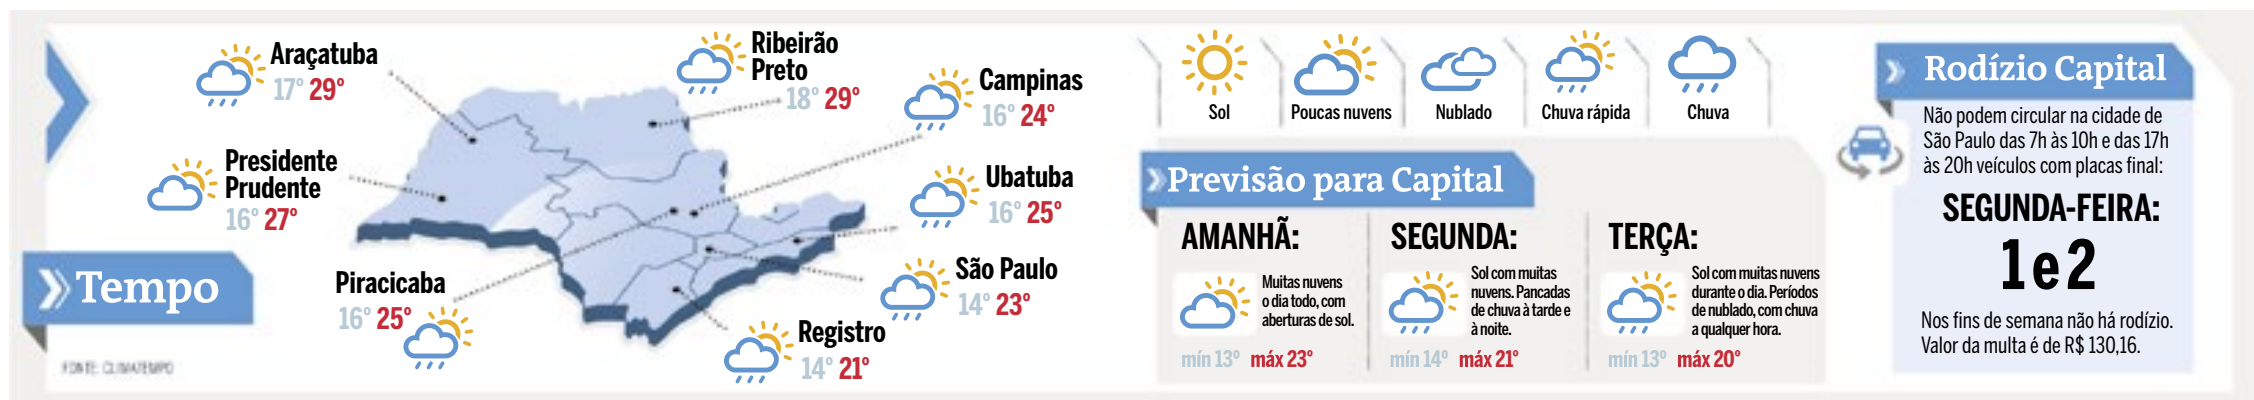 Tempo
FONTE: CLIMATEMPO
Araçatuba
17° 29°
Presidente
Prudente
16° 27°
Piracicaba
16° 25°
Ribeirão
Preto
18° 29°
Campinas
16° 24°
Ubatuba
16° 25°
São Paulo
14° 23°
Registro
14° 21°
Sol
Poucas nuvens
Nublado
Chuva rápida
Chuva
Previsão para Capital
AMANHÃ:
Muitas nuvens
o dia todo, com
aberturas de sol.
mín 13° máx 23°
SEGUNDA:
Sol com muitas
nuvens. Pancadas
de chuva à tarde e
à noite.
mín 14° máx 21°
TERÇA:
Sol com muitas nuvens
durante o dia. Períodos
de nublado, com chuva
a qualquer hora.
mín 13° máx 20°
Rodízio Capital
Não podem circular na cidade de
São Paulo das 7h às 10h e das 17h
às 20h veículos com placas final:
SEGUNDA-FEIRA:
1 e 2
Nos fins de semana não há rodízio.
Valor da multa é de R$ 130,16.